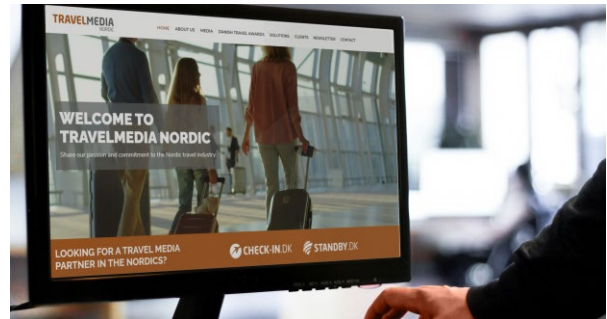 TRAVELMEDIA
NORDIC
HOME ABOUT US MEDIA DANISH TRAVEL AWARDS SOLUTIONS CLIENTS NEWSLETTER CONTACT
WELCOME TO
TRAVELMEDIA NORDIC
Share our passion and commitment to the Nordic travel industry
LOOKING FOR A TRAVEL MEDIA
PARTNER IN THE NORDICS?
CHECK-IN.DK STANDBY.DK